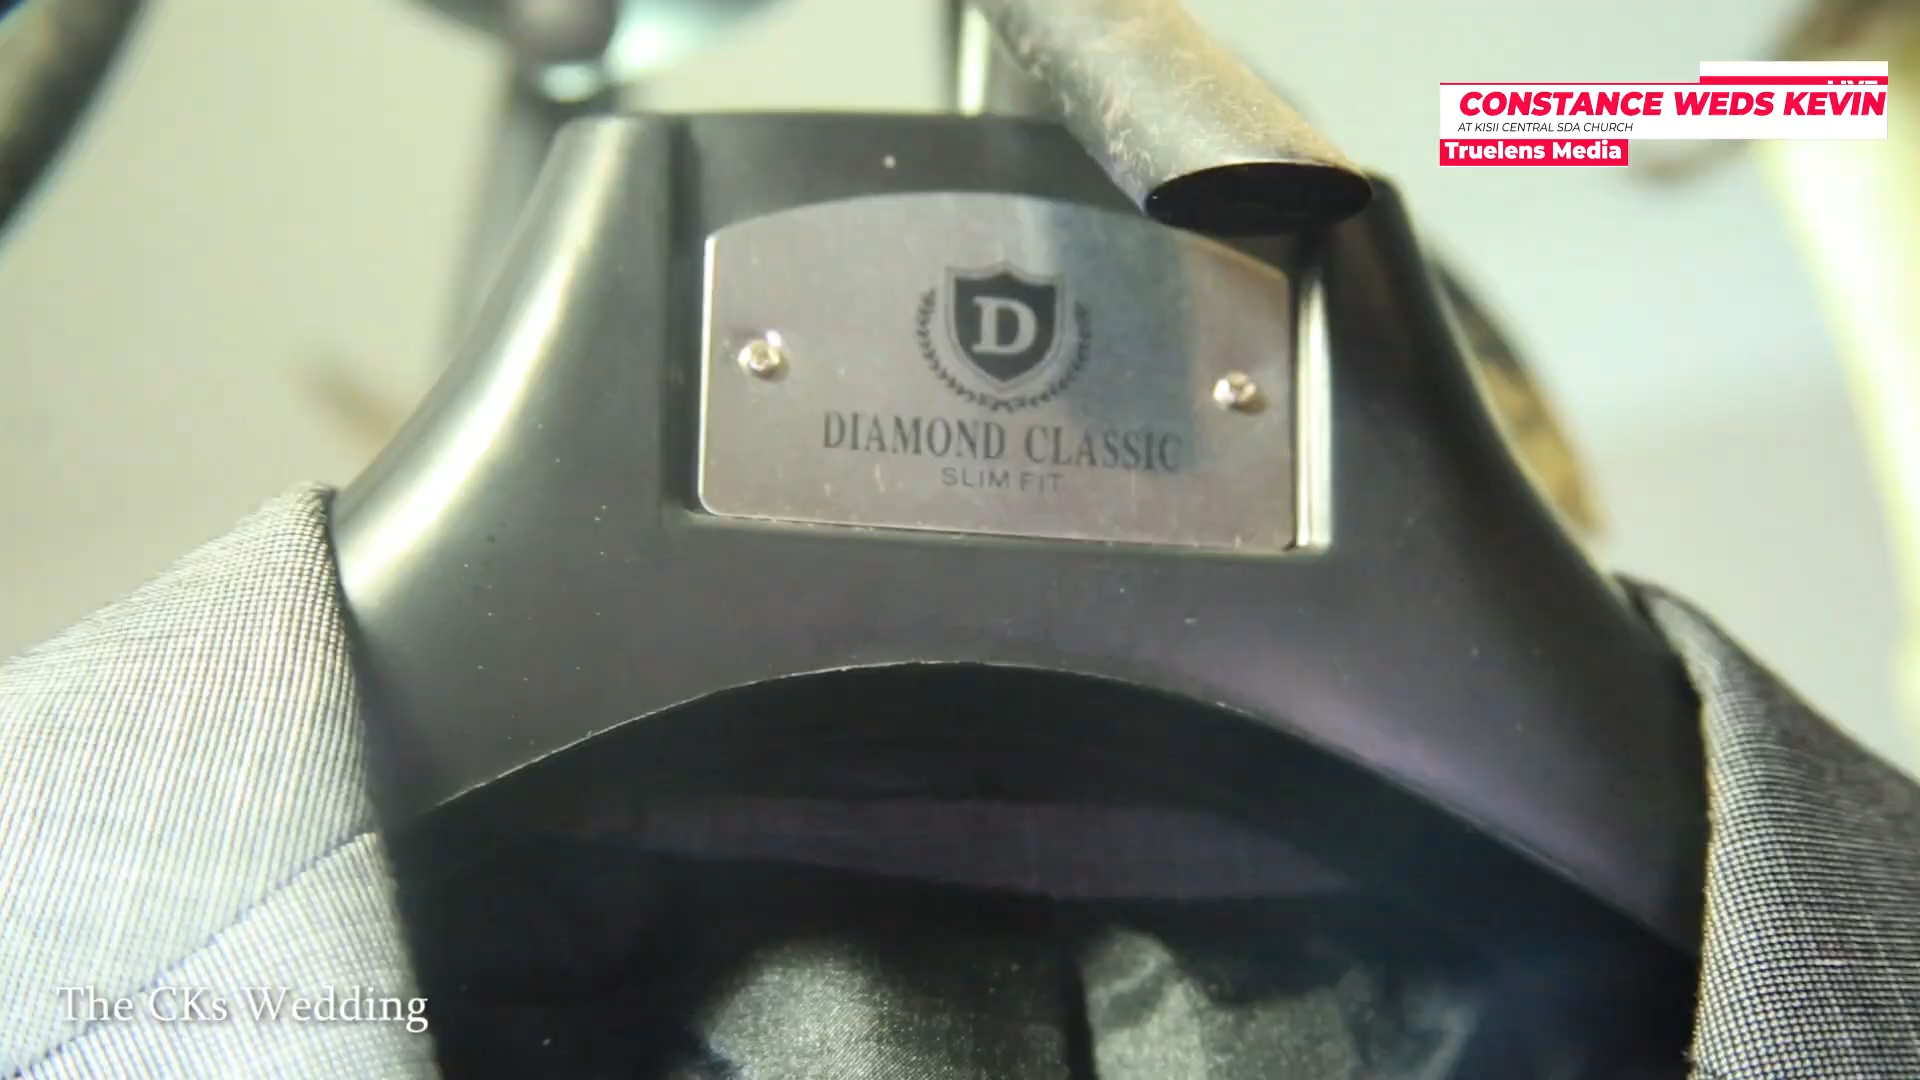 CONSTANCE WEDS KEVIN
AT KISII CENTRAL SDA CHURCH
Truelens Media
D
DIAMOND CLASSIC
SLIM FIT
The CKs Wedding